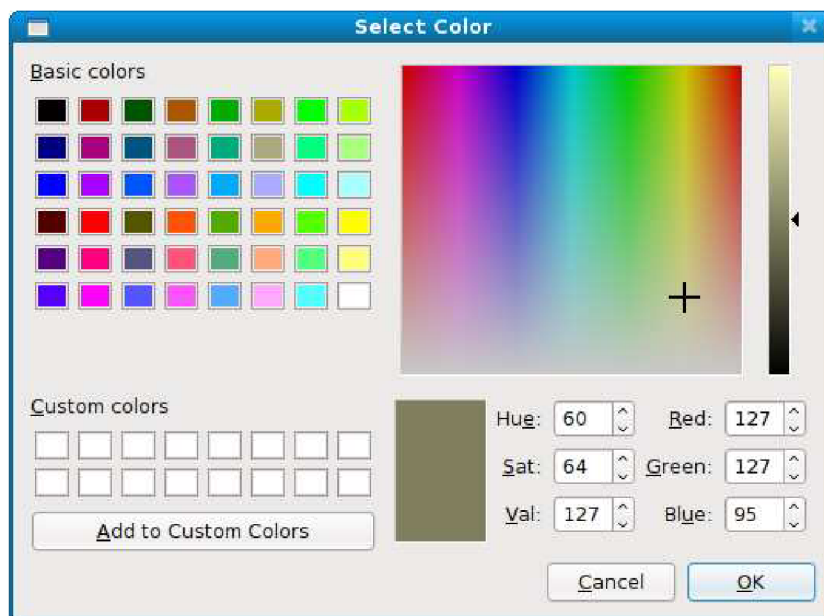 Select Color
Basic colors
Custom colors
Add to Custom Colors
Hue: 60 Red: 127
Sat: 64 Green: 127
Val: 127 Blue: 95
Cancel OK